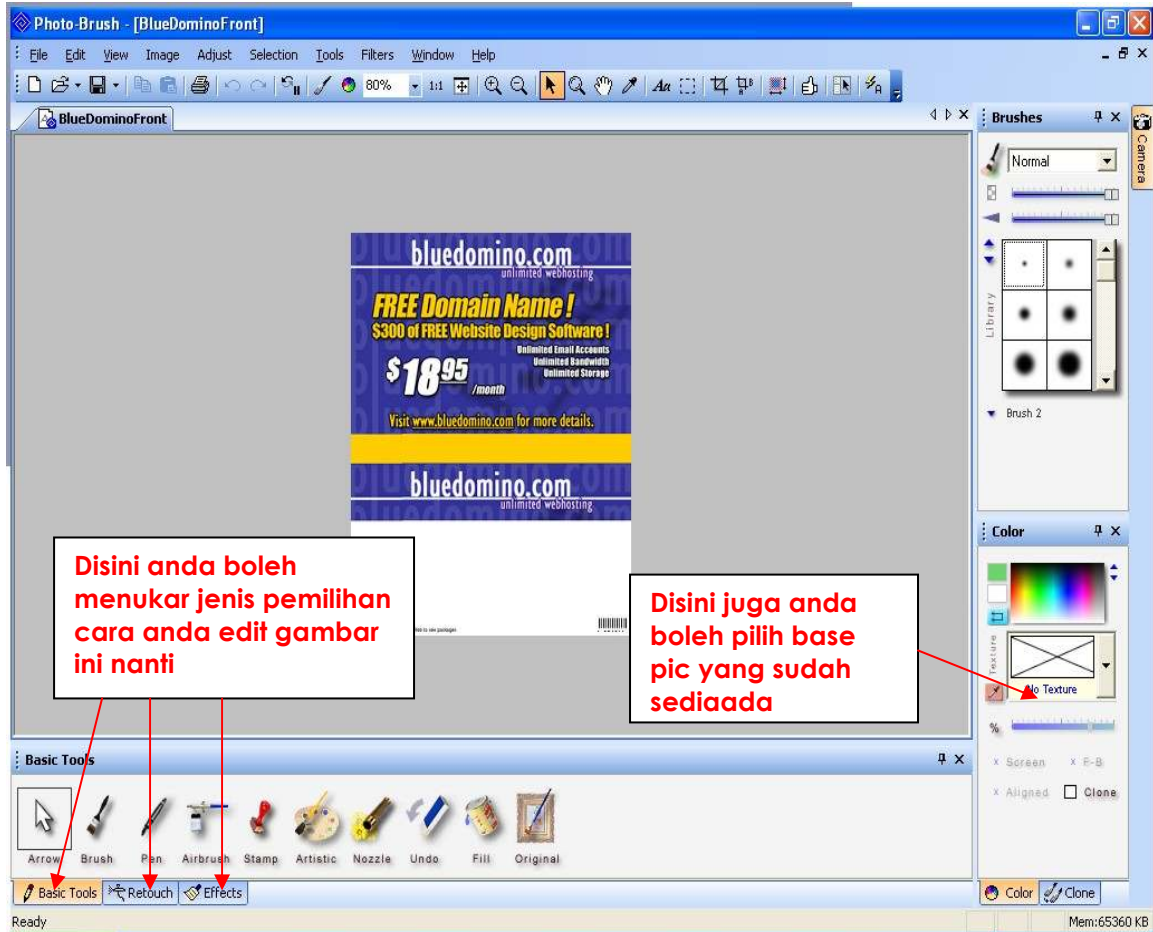 Photo-Brush - [BlueDominoFront]
File Edit View Image Adjust Selection Tools Filters Window Help
80% 1:1 Aa
BlueDominoFront
bluedomino.com
unlimited webhosting
FREE Domain Name !
$300 of FREE Website Design Software !
Unlimited Email Accounts
Unlimited Bandwidth
Unlimited Storage
$18 95 /month
Visit www.bluedomino.com for more details.
bluedomino.com
unlimited webhosting
Disini anda boleh
menukar jenis pemilihan
cara anda edit gambar
ini nanti
Disini juga anda
boleh pilih base
pic yang sudah
sediaada
Brushes
Camera
Normal
Library
Brush 2
Color
Texture
No Texture
%
x Screen x F-B
x Aligned Clone
Color Clone
Basic Tools
Arrow Brush Pen Airbrush Stamp Artistic Nozzle Undo Fill Original
Basic Tools Retouch Effects
Ready
Mem:65360 KB